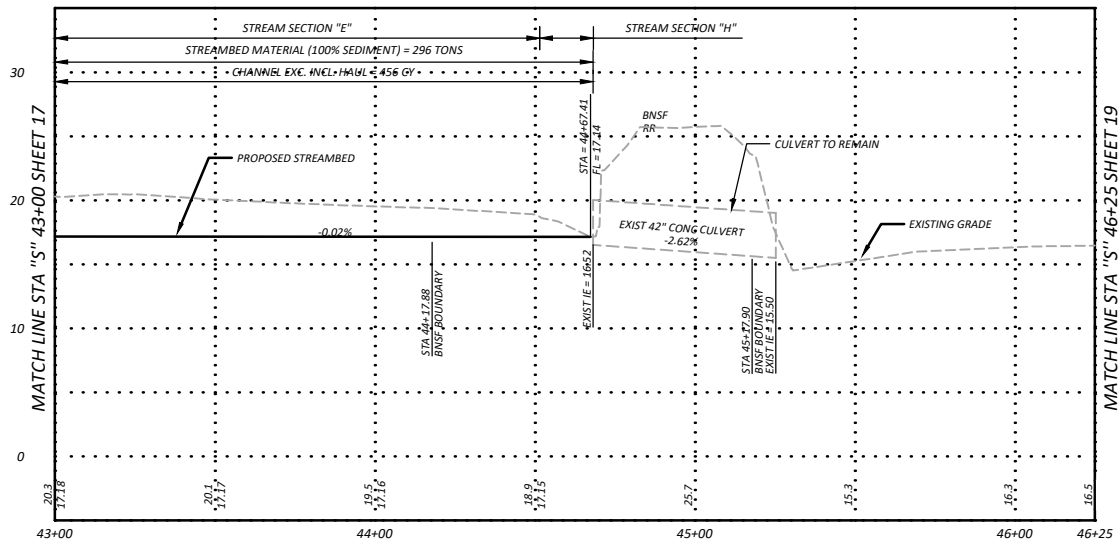 STREAM SECTION "E"
STREAM SECTION "H"
STREAMBED MATERIAL (100% SEDIMENT) = 296 TONS
CHANNEL EXC. INCL. HAUL = 456 CY
30
20
10
0
MATCH LINE STA "S" 43+00 SHEET 17
PROPOSED STREAMBED
-0.02%
STA 44+17.88
BNSF BOUNDARY
STA = 44+67.41
FL = 17.14
EXIST IE = 16.52
BNSF
RR
CULVERT TO REMAIN
EXIST 42" CONC CULVERT
-2.62%
STA 45+17.90
BNSF BOUNDARY
EXIST IE = 15.50
EXISTING GRADE
MATCH LINE STA "S" 46+25 SHEET 19
20.3
17.18
20.1
17.17
19.5
17.16
18.9
17.15
25.7
15.3
16.3
16.5
43+00
44+00
45+00
46+00
46+25